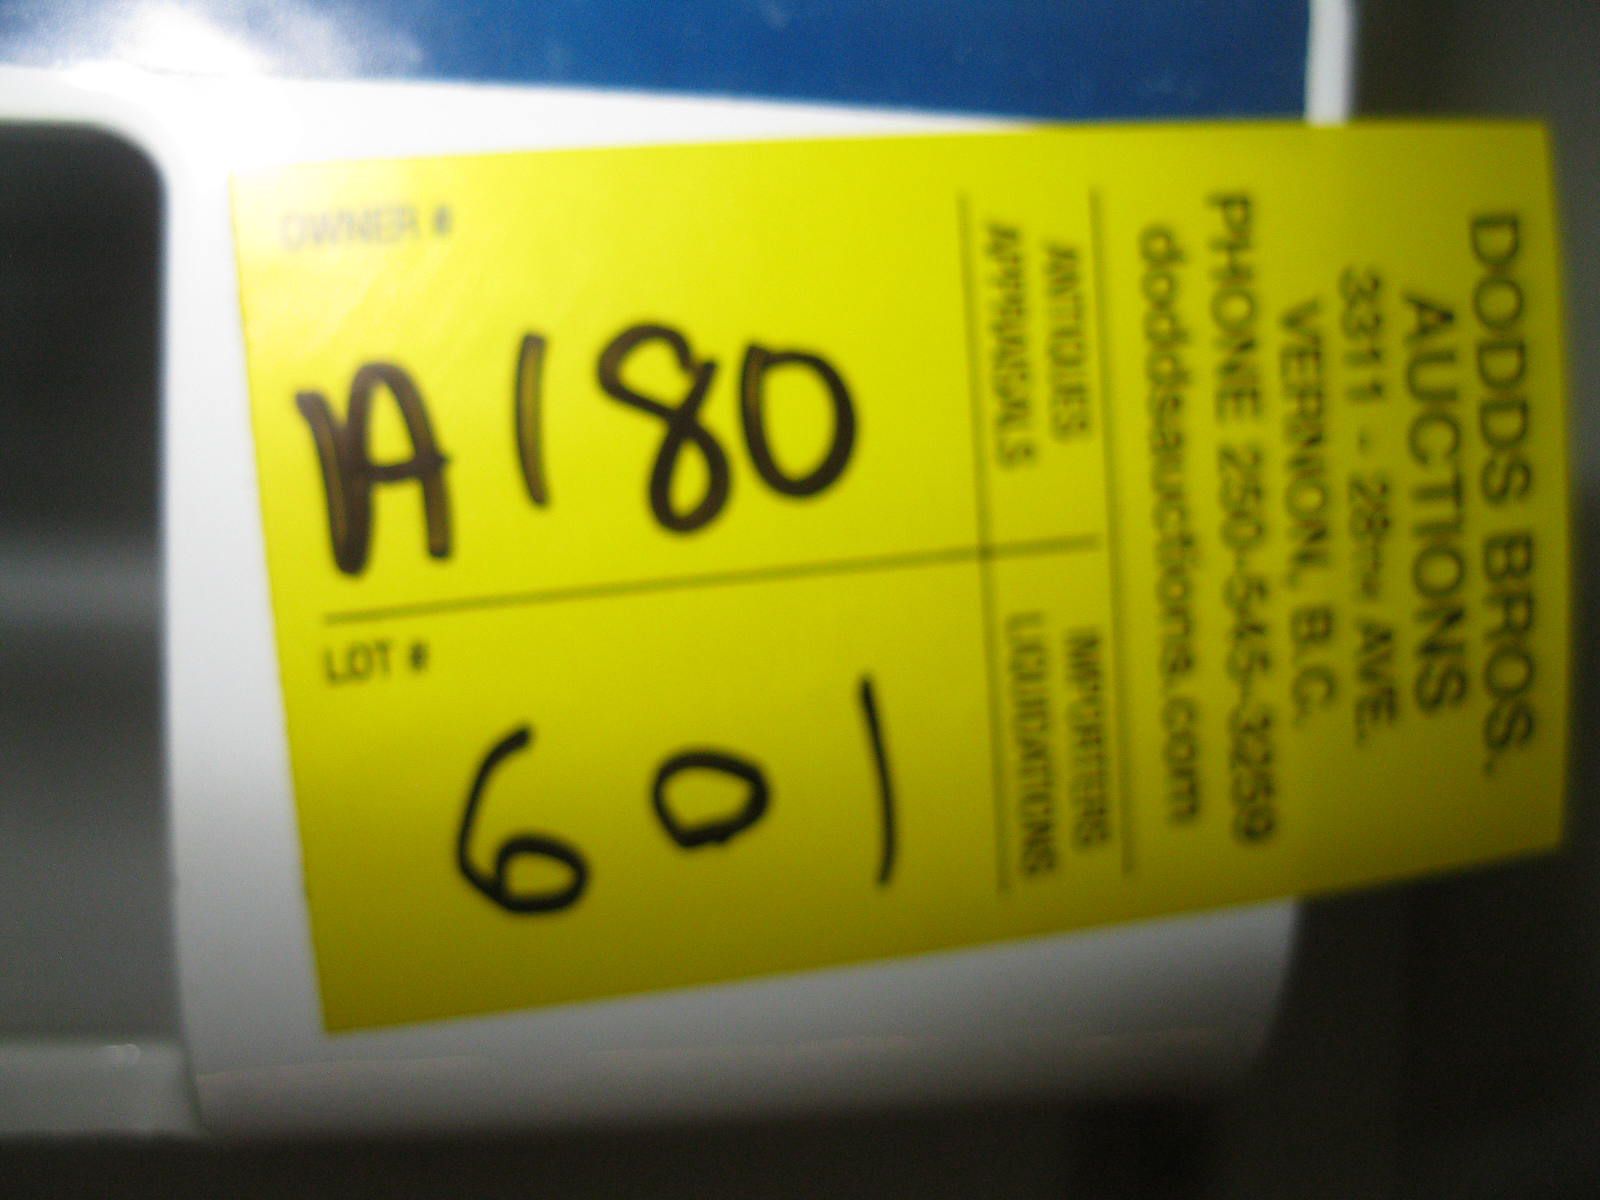 DODDS BROS.
AUCTIONS
3311 - 28TH AVE.
VERNON, B.C.
PHONE 250-545-3259
doddsauctions.com
ANTIQUES
APPRAISALS
IMPORTERS
LIQUIDATIONS
OWNER #
A180
LOT #
601